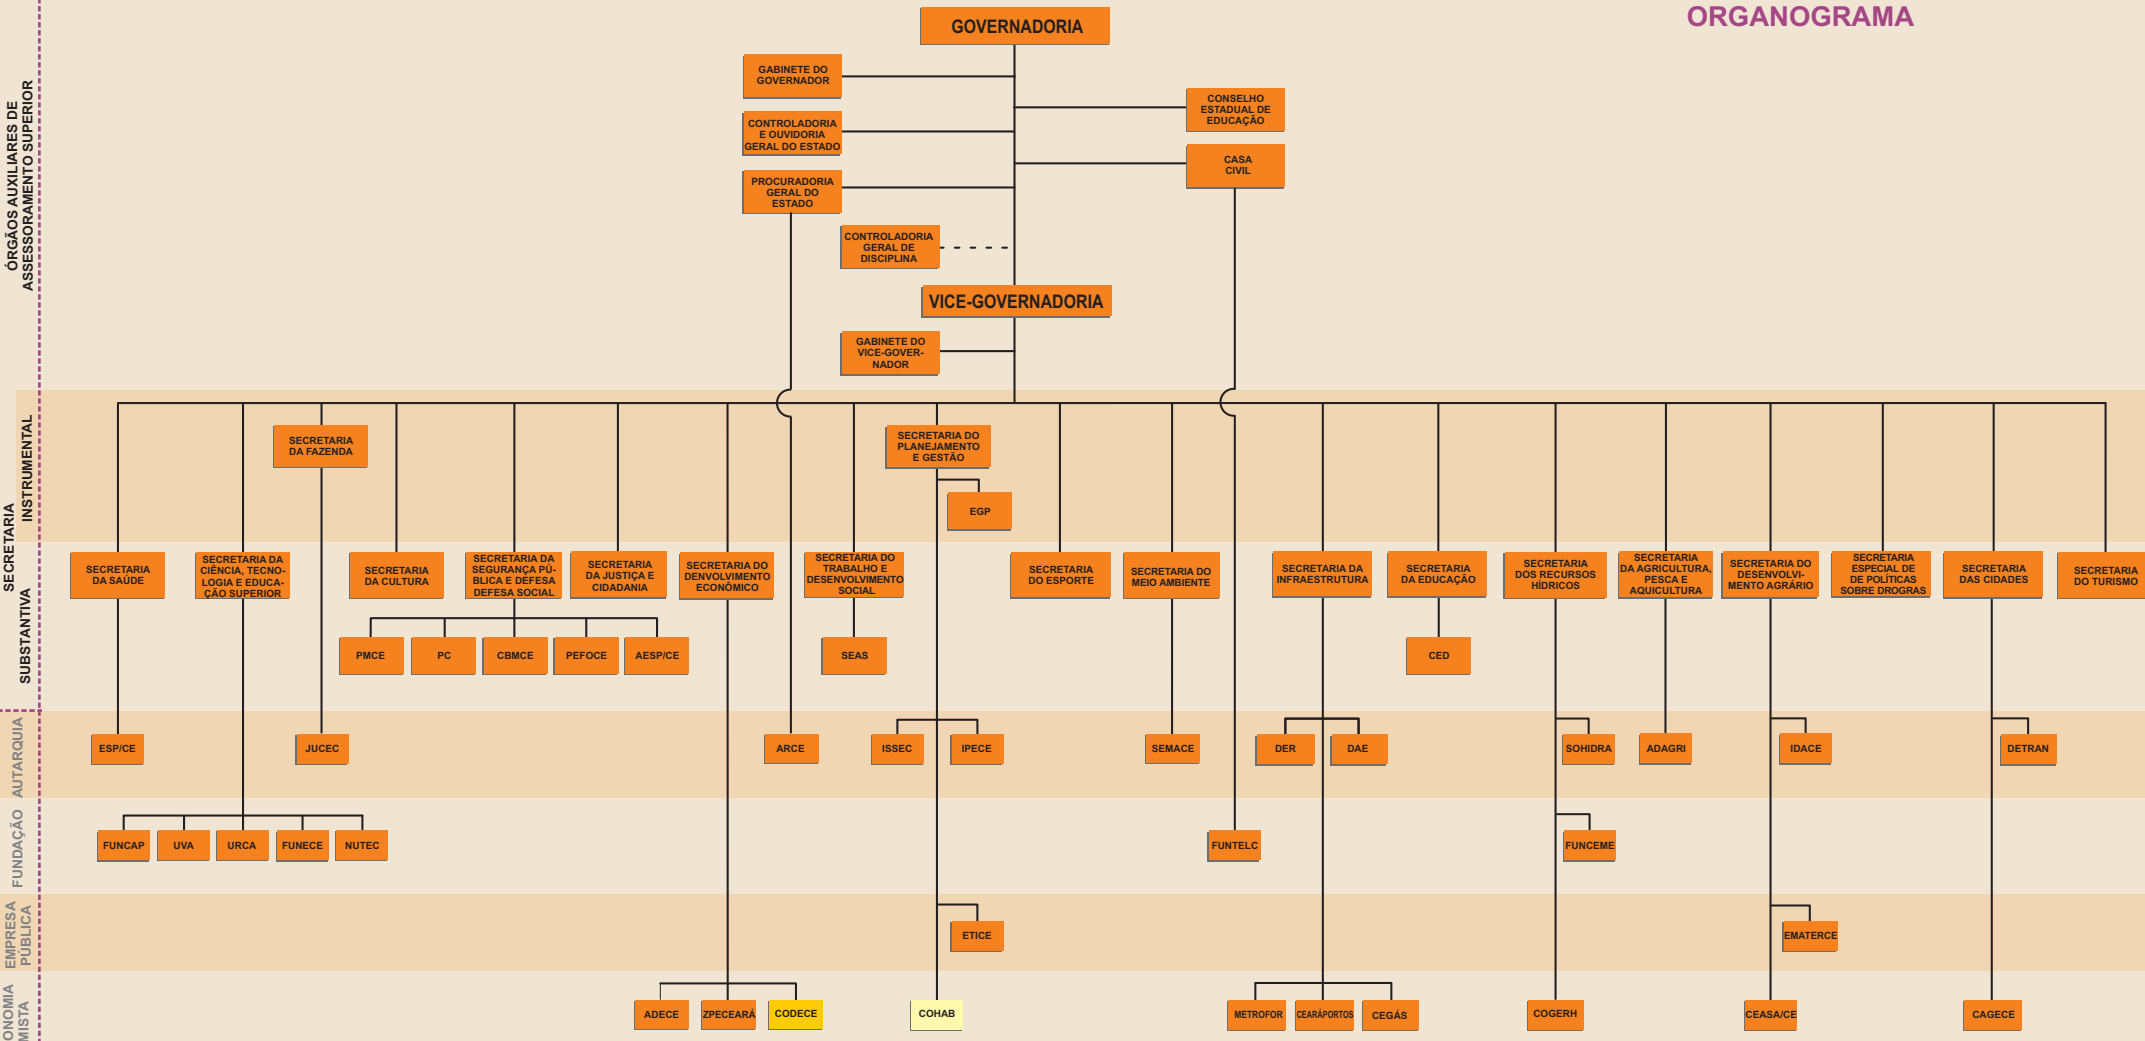 ORGANOGRAMA
GOVERNADORIA
GABINETE DO
GOVERNADOR
CONSELHO
ESTADUAL DE
EDUCAÇÃO
CONTROLADORIA
E OUVIDORIA
GERAL DO ESTADO
CASA
CIVIL
PROCURADORIA
GERAL DO
ESTADO
CONTROLADORIA
GERAL DE
DISCIPLINA
VICE-GOVERNADORIA
GABINETE DO
VICE-GOVER-
NADOR
ÓRGÃOS AUXILIARES DE
ASSESSORAMENTO SUPERIOR
SECRETARIA
INSTRUMENTAL
SECRETARIA
DA FAZENDA
SECRETARIA DO
PLANEJAMENTO
E GESTÃO
EGP
SUBSTANTIVA
SECRETARIA
DA SAÚDE
SECRETARIA DA
CIÊNCIA, TECNO-
LOGIA E EDUCA-
ÇÃO SUPERIOR
SECRETARIA
DA CULTURA
SECRETARIA DA
SEGURANÇA PÚ-
BLICA E DEFESA
DEFESA SOCIAL
SECRETARIA
DA JUSTIÇA E
CIDADANIA
SECRETARIA DO
DENVOLVIMENTO
ECONÔMICO
SECRETARIA DO
TRABALHO E
DESENVOLVIMENTO
SOCIAL
SECRETARIA
DO ESPORTE
SECRETARIA DO
MEIO AMBIENTE
SECRETARIA DA
INFRAESTRUTURA
SECRETARIA
DA EDUCAÇÃO
SECRETARIA
DOS RECURSOS
HÍDRICOS
SECRETARIA
DA AGRICULTURA,
PESCA E
AQUICULTURA
SECRETARIA DO
DESENVOLVI-
MENTO AGRÁRIO
SECRETARIA
ESPECIAL DE
DE POLÍTICAS
SOBRE DROGRAS
SECRETARIA
DAS CIDADES
SECRETARIA
DO TURISMO
PMCE
PC
CBMCE
PEFOCE
AESP/CE
SEAS
CED
AUTARQUIA
ESP/CE
JUCEC
ARCE
ISSEC
IPECE
SEMACE
DER
DAE
SOHIDRA
ADAGRI
IDACE
DETRAN
FUNDAÇÃO
FUNCAP
UVA
URCA
FUNECE
NUTEC
FUNTELC
FUNCEME
EMPRESA
PÚBLICA
ETICE
EMATERCE
ONOMIA
MISTA
ADECE
ZPECEARÁ
CODECE
COHAB
METROFOR
CEARÁPORTOS
CEGÁS
COGERH
CEASA/CE
CAGECE